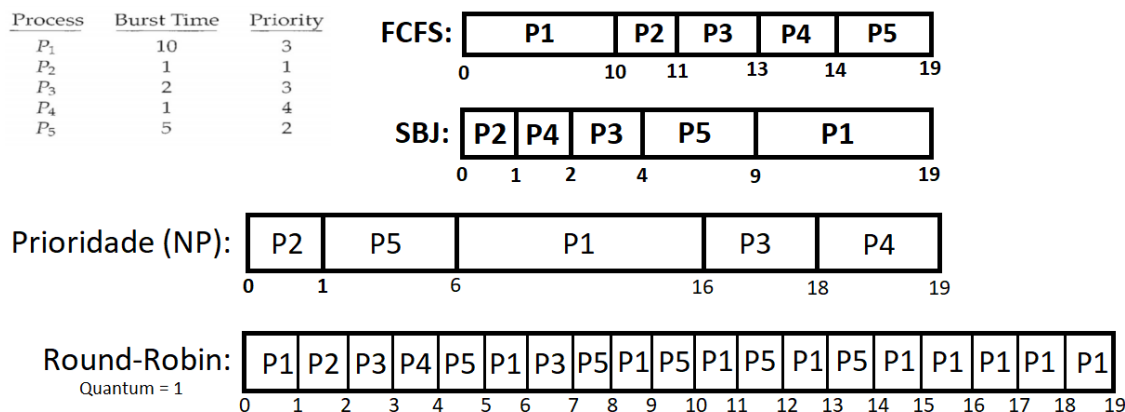 Process Burst Time Priority
P1 10 3
P2 1 1
P3 2 3
P4 1 4
P5 5 2
FCFS: P1 P2 P3 P4 P5
0 10 11 13 14 19
SBJ: P2 P4 P3 P5 P1
0 1 2 4 9 19
Prioridade (NP): P2 P5 P1 P3 P4
0 1 6 16 18 19
Round-Robin: P1 P2 P3 P4 P5 P1 P3 P5 P1 P5 P1 P5 P1 P5 P1 P1 P1 P1 P1
Quantum = 1
0 1 2 3 4 5 6 7 8 9 10 11 12 13 14 15 16 17 18 19